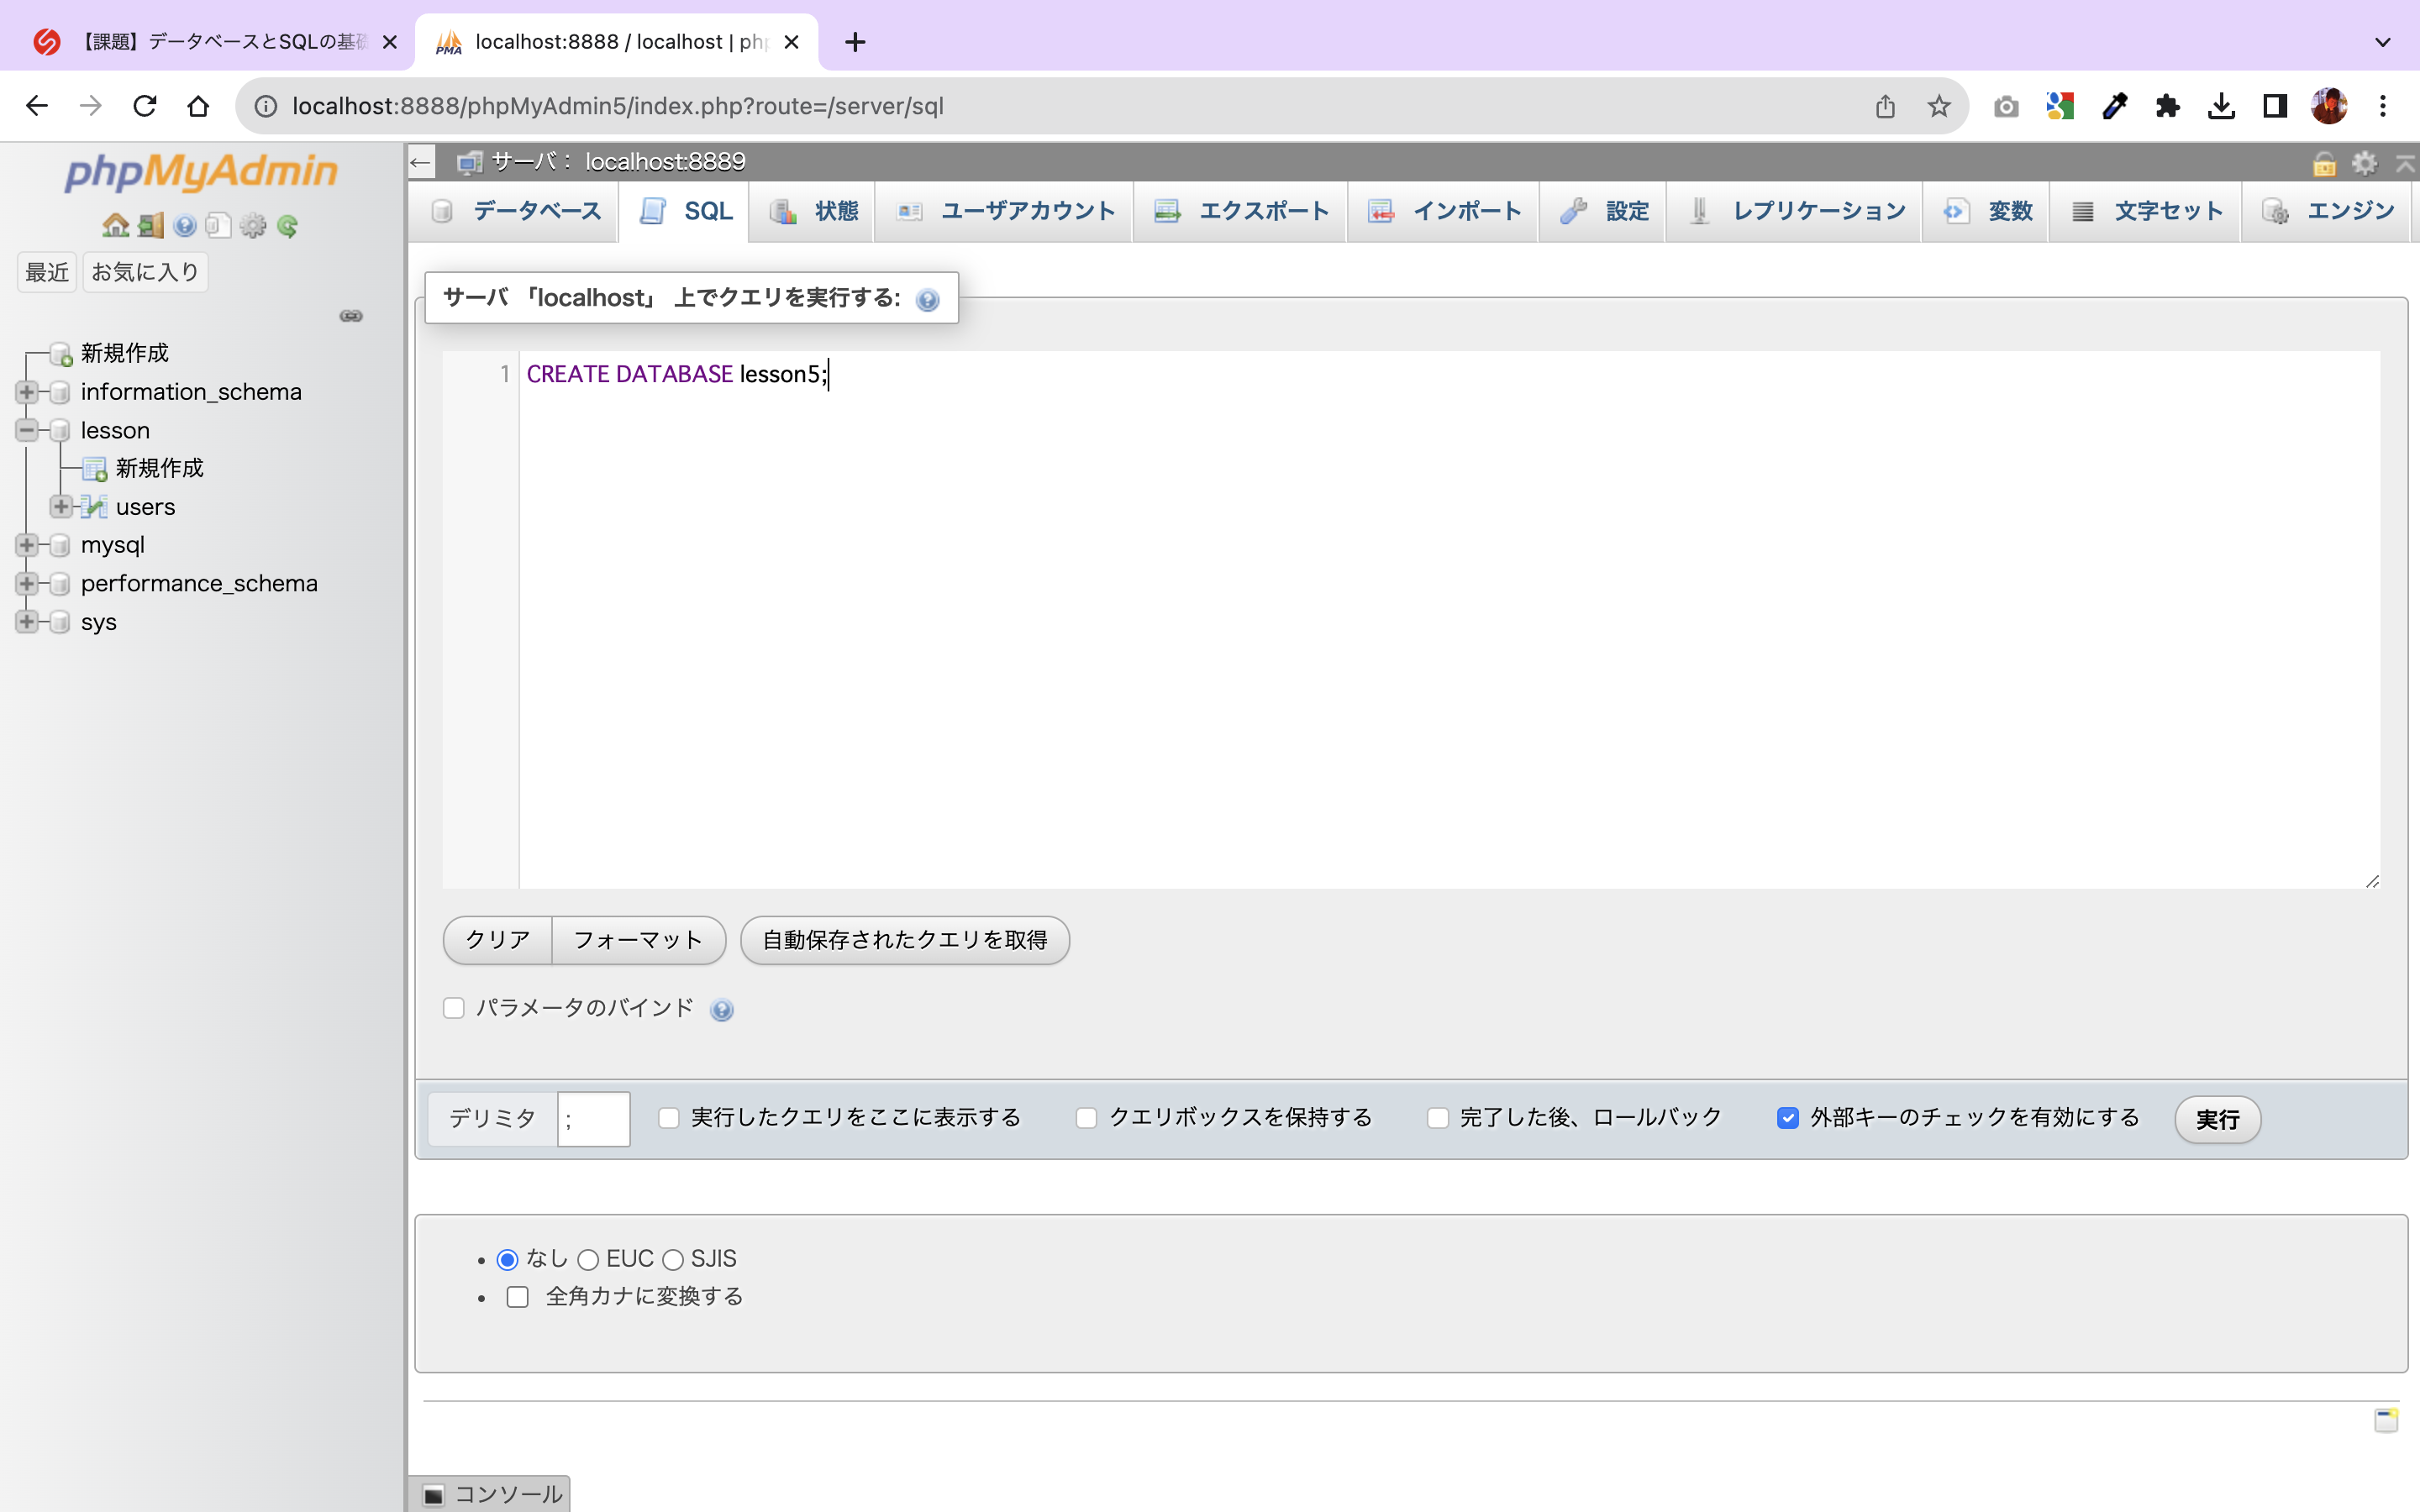 【課題】データベースとSQLの基礎
localhost:8888 / localhost | php
localhost:8888/phpMyAdmin5/index.php?route=/server/sql
phpMyAdmin
最近 お気に入り
新規作成
information_schema
lesson
新規作成
users
mysql
performance_schema
sys
サーバ: localhost:8889
データベース SQL 状態 ユーザアカウント エクスポート インポート 設定 レプリケーション 変数 文字セット エンジン
サーバ 「localhost」 上でクエリを実行する:
1 CREATE DATABASE lesson5;
クリア フォーマット 自動保存されたクエリを取得
パラメータのバインド
デリミタ ; 実行したクエリをここに表示する クエリボックスを保持する 完了した後、ロールバック 外部キーのチェックを有効にする 実行
なし EUC SJIS
全角カナに変換する
コンソール